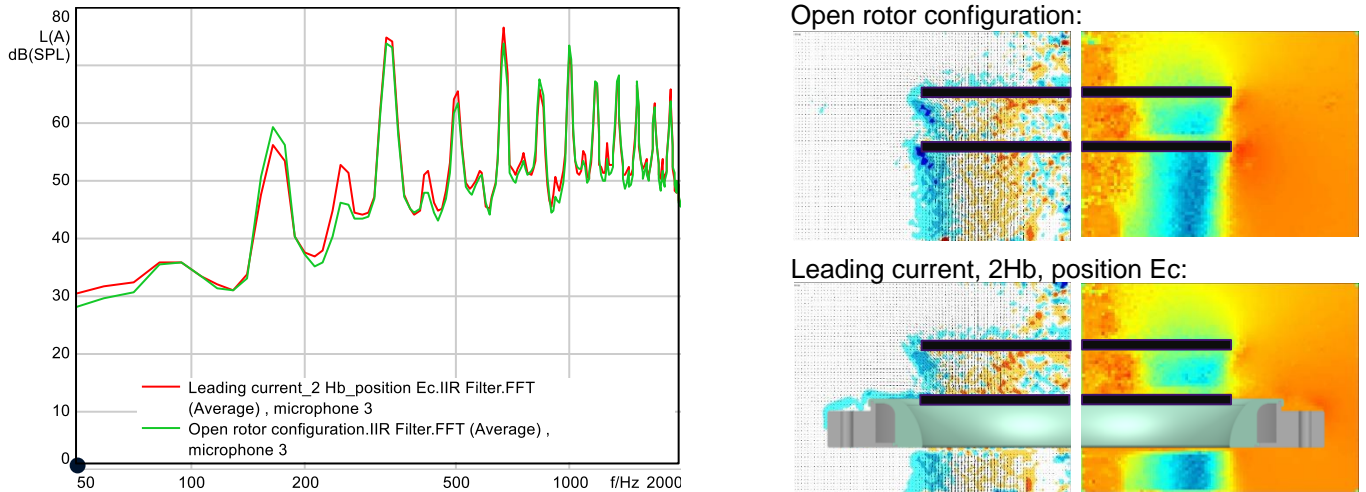 80
L(A)
dB(SPL)
60
50
40
30
20
10
0
50 100 200 500 1000 f/Hz 2000
Leading current_2 Hb_position Ec.IIR Filter.FFT
(Average) , microphone 3
Open rotor configuration.IIR Filter.FFT (Average) ,
microphone 3
Open rotor configuration:
Leading current, 2Hb, position Ec: